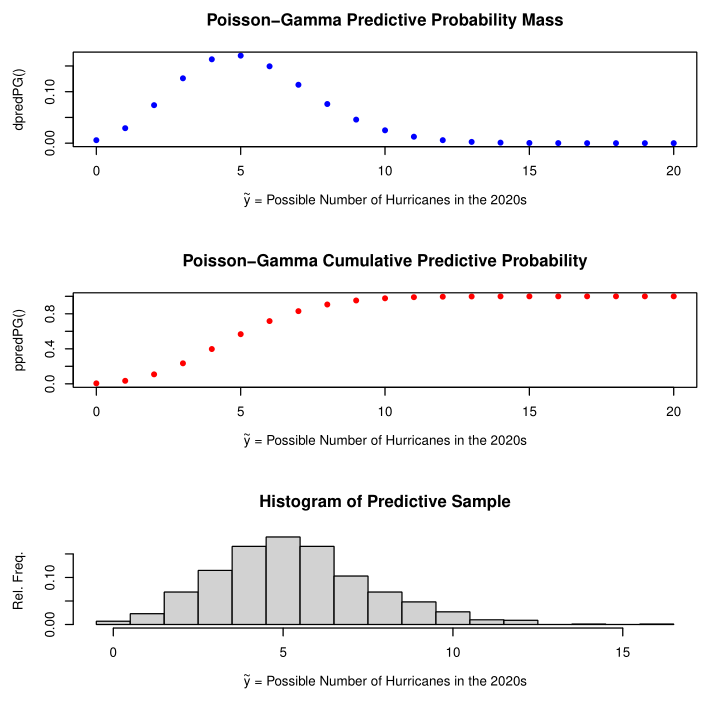 Poisson−Gamma Predictive Probability Mass
dpredPG()
0.00 0.10
0 5 10 15 20
ỹ = Possible Number of Hurricanes in the 2020s
Poisson−Gamma Cumulative Predictive Probability
ppredPG()
0.0 0.4 0.8
0 5 10 15 20
ỹ = Possible Number of Hurricanes in the 2020s
Histogram of Predictive Sample
Rel. Freq.
0.00 0.10
0 5 10 15
ỹ = Possible Number of Hurricanes in the 2020s